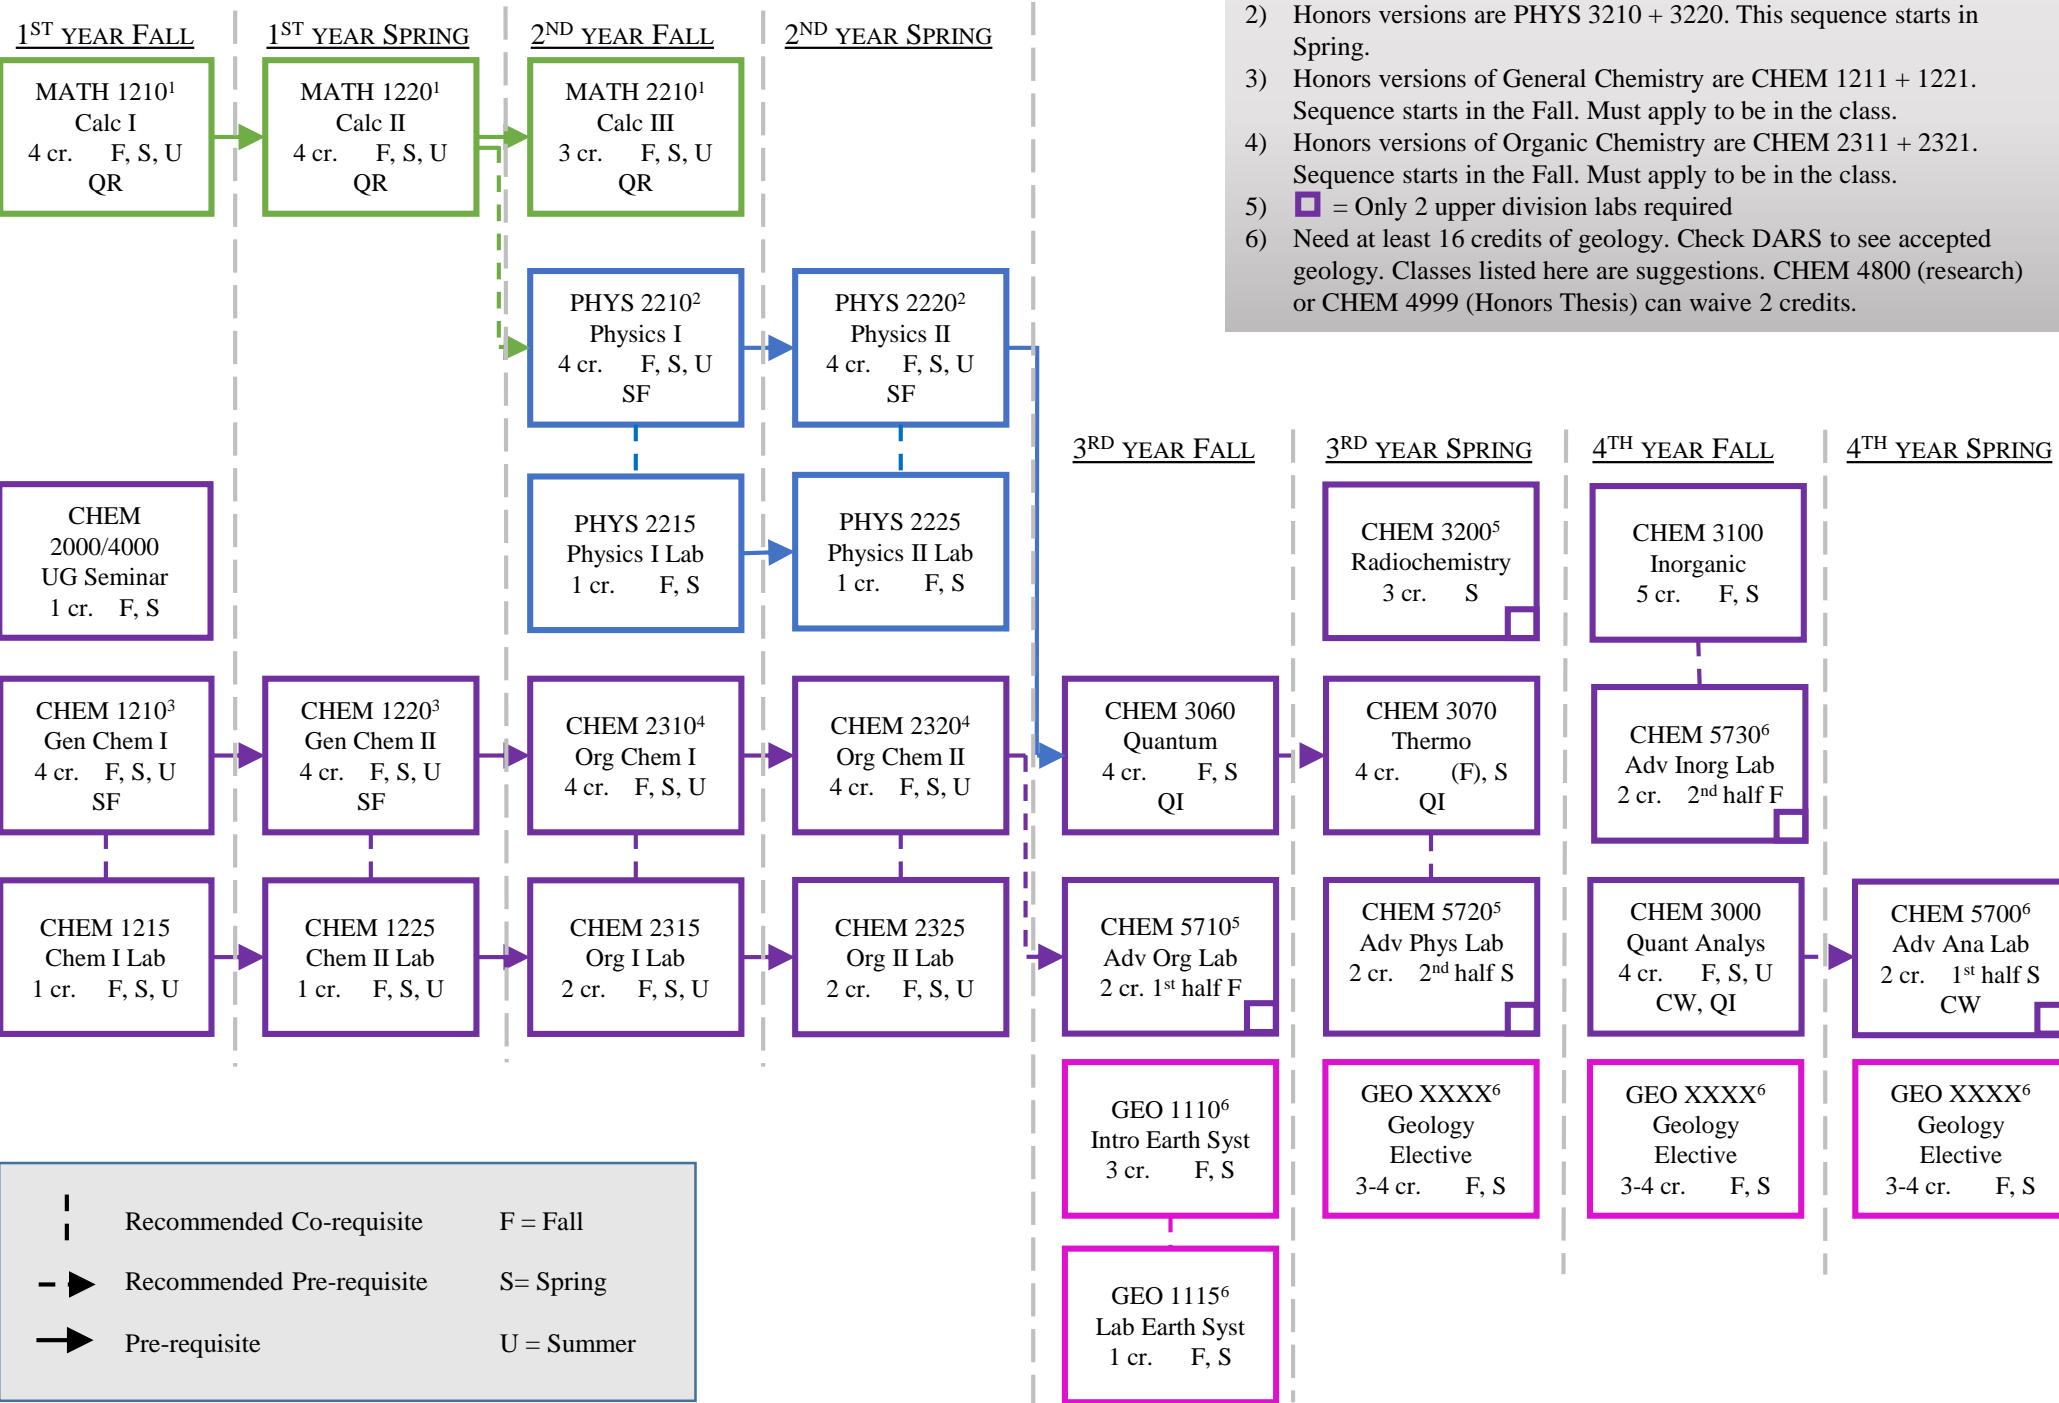 1ST YEAR FALL
1ST YEAR SPRING
2ND YEAR FALL
2ND YEAR SPRING
2) Honors versions are PHYS 3210 + 3220. This sequence starts in
Spring.
3) Honors versions of General Chemistry are CHEM 1211 + 1221.
Sequence starts in the Fall. Must apply to be in the class.
4) Honors versions of Organic Chemistry are CHEM 2311 + 2321.
Sequence starts in the Fall. Must apply to be in the class.
5) = Only 2 upper division labs required
6) Need at least 16 credits of geology. Check DARS to see accepted
geology. Classes listed here are suggestions. CHEM 4800 (research)
or CHEM 4999 (Honors Thesis) can waive 2 credits.
MATH 1210¹
Calc I
4 cr. F, S, U
QR
MATH 1220¹
Calc II
4 cr. F, S, U
QR
MATH 2210¹
Calc III
3 cr. F, S, U
QR
PHYS 2210²
Physics I
4 cr. F, S, U
SF
PHYS 2220²
Physics II
4 cr. F, S, U
SF
3RD YEAR FALL
3RD YEAR SPRING
4TH YEAR FALL
4TH YEAR SPRING
CHEM
2000/4000
UG Seminar
1 cr. F, S
PHYS 2215
Physics I Lab
1 cr. F, S
PHYS 2225
Physics II Lab
1 cr. F, S
CHEM 3200⁵
Radiochemistry
3 cr. S
CHEM 3100
Inorganic
5 cr. F, S
CHEM 1210³
Gen Chem I
4 cr. F, S, U
SF
CHEM 1220³
Gen Chem II
4 cr. F, S, U
SF
CHEM 2310⁴
Org Chem I
4 cr. F, S, U
CHEM 2320⁴
Org Chem II
4 cr. F, S, U
CHEM 3060
Quantum
4 cr. F, S
QI
CHEM 3070
Thermo
4 cr. (F), S
QI
CHEM 5730⁶
Adv Inorg Lab
2 cr. 2nd half F
CHEM 1215
Chem I Lab
1 cr. F, S, U
CHEM 1225
Chem II Lab
1 cr. F, S, U
CHEM 2315
Org I Lab
2 cr. F, S, U
CHEM 2325
Org II Lab
2 cr. F, S, U
CHEM 5710⁵
Adv Org Lab
2 cr. 1st half F
CHEM 5720⁵
Adv Phys Lab
2 cr. 2nd half S
CHEM 3000
Quant Analys
4 cr. F, S, U
CW, QI
CHEM 5700⁶
Adv Ana Lab
2 cr. 1st half S
CW
GEO 1110⁶
Intro Earth Syst
3 cr. F, S
GEO XXXX⁶
Geology
Elective
3-4 cr. F, S
GEO XXXX⁶
Geology
Elective
3-4 cr. F, S
GEO XXXX⁶
Geology
Elective
3-4 cr. F, S
GEO 1115⁶
Lab Earth Syst
1 cr. F, S
Recommended Co-requisite F = Fall
Recommended Pre-requisite S= Spring
Pre-requisite U = Summer